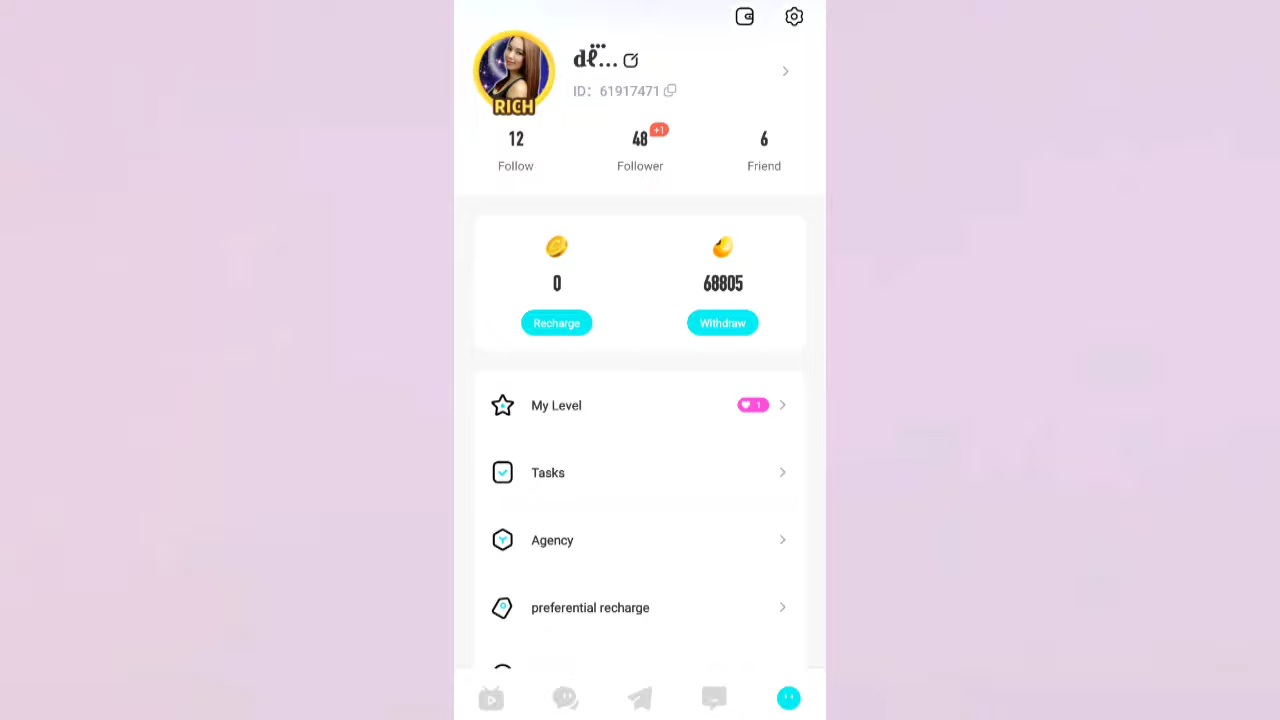 ID: 61917471
RICH
12
48
+1
6
Follow
Follower
Friend
0
68805
Recharge
Withdraw
My Level
1
Tasks
Agency
preferential recharge